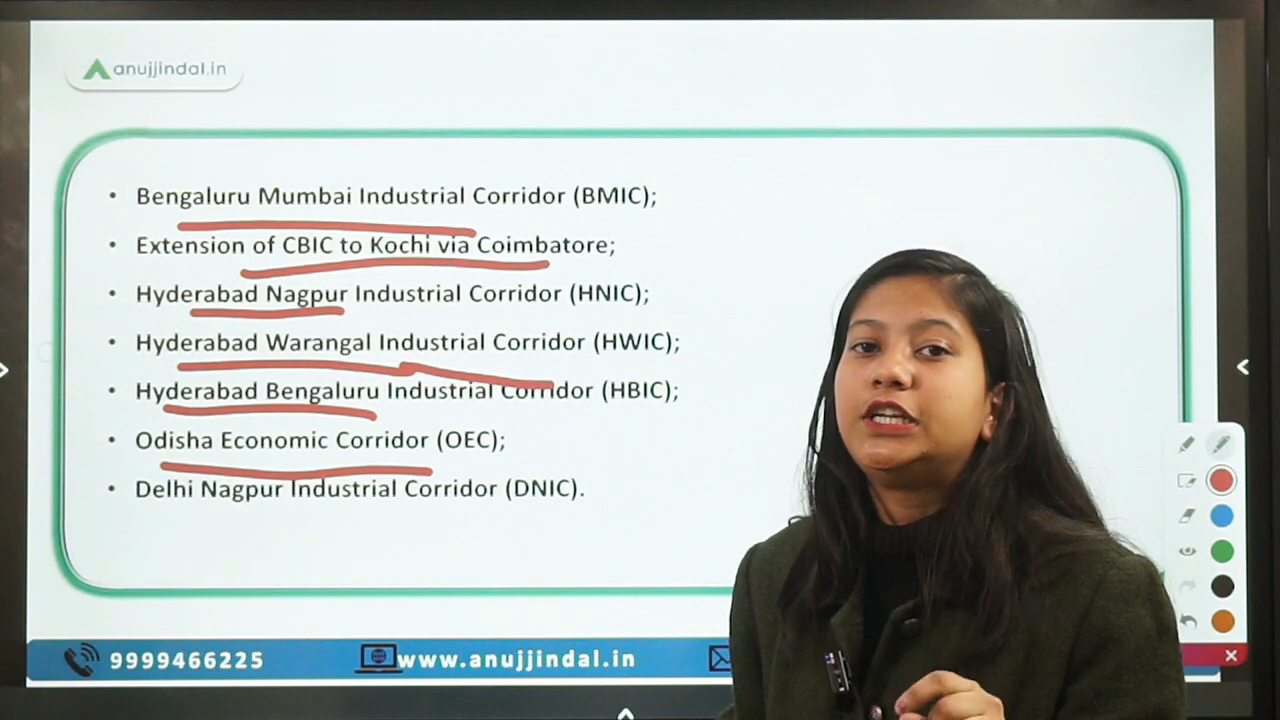 anujjindal.in
• Bengaluru Mumbai Industrial Corridor (BMIC);
• Extension of CBIC to Kochi via Coimbatore;
• Hyderabad Nagpur Industrial Corridor (HNIC);
• Hyderabad Warangal Industrial Corridor (HWIC);
• Hyderabad Bengaluru Industrial Corridor (HBIC);
• Odisha Economic Corridor (OEC);
• Delhi Nagpur Industrial Corridor (DNIC).
9999466225
www.anujjindal.in